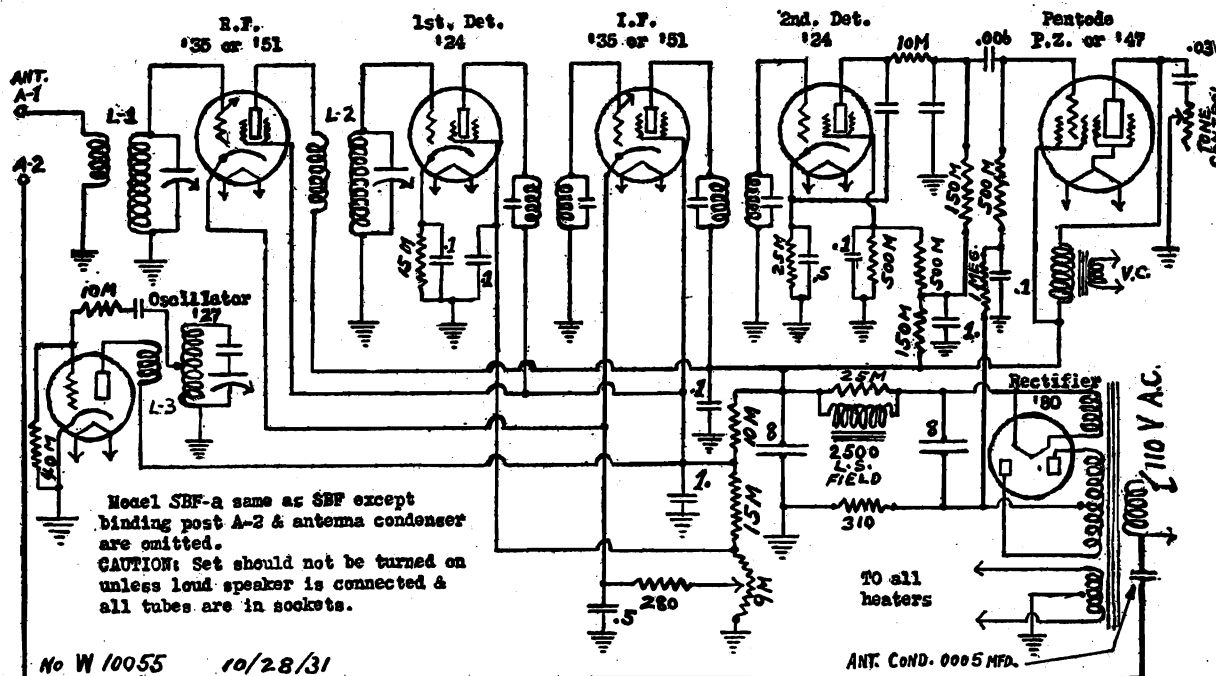 R.F.
'35 or '51
1st. Det.
'24
I.F.
'35 or '51
2nd. Det.
'24
Pentode
P.Z. or '47
ANT.
A-1
A-2
L-1
L-2
10M
.006
.03
TONE
15M
.1
.1
25M
.5
.1
500M
500M
150M
150M
500M
1 MEG.
.1
1.
V.C.
10M
Oscillator
'27
L-3
40M
.1
1.
10M
15M
9M
280
.5
8
25M
2500
L.S.
FIELD
8
310
Rectifier
'80
110 V A.C.
TO all
heaters
Model SBF-a same as SBF except
binding post A-2 & antenna condenser
are omitted.
CAUTION: Set should not be turned on
unless loud speaker is connected &
all tubes are in sockets.
No W 10055 10/28/31
ANT. COND. 0005 MFD.